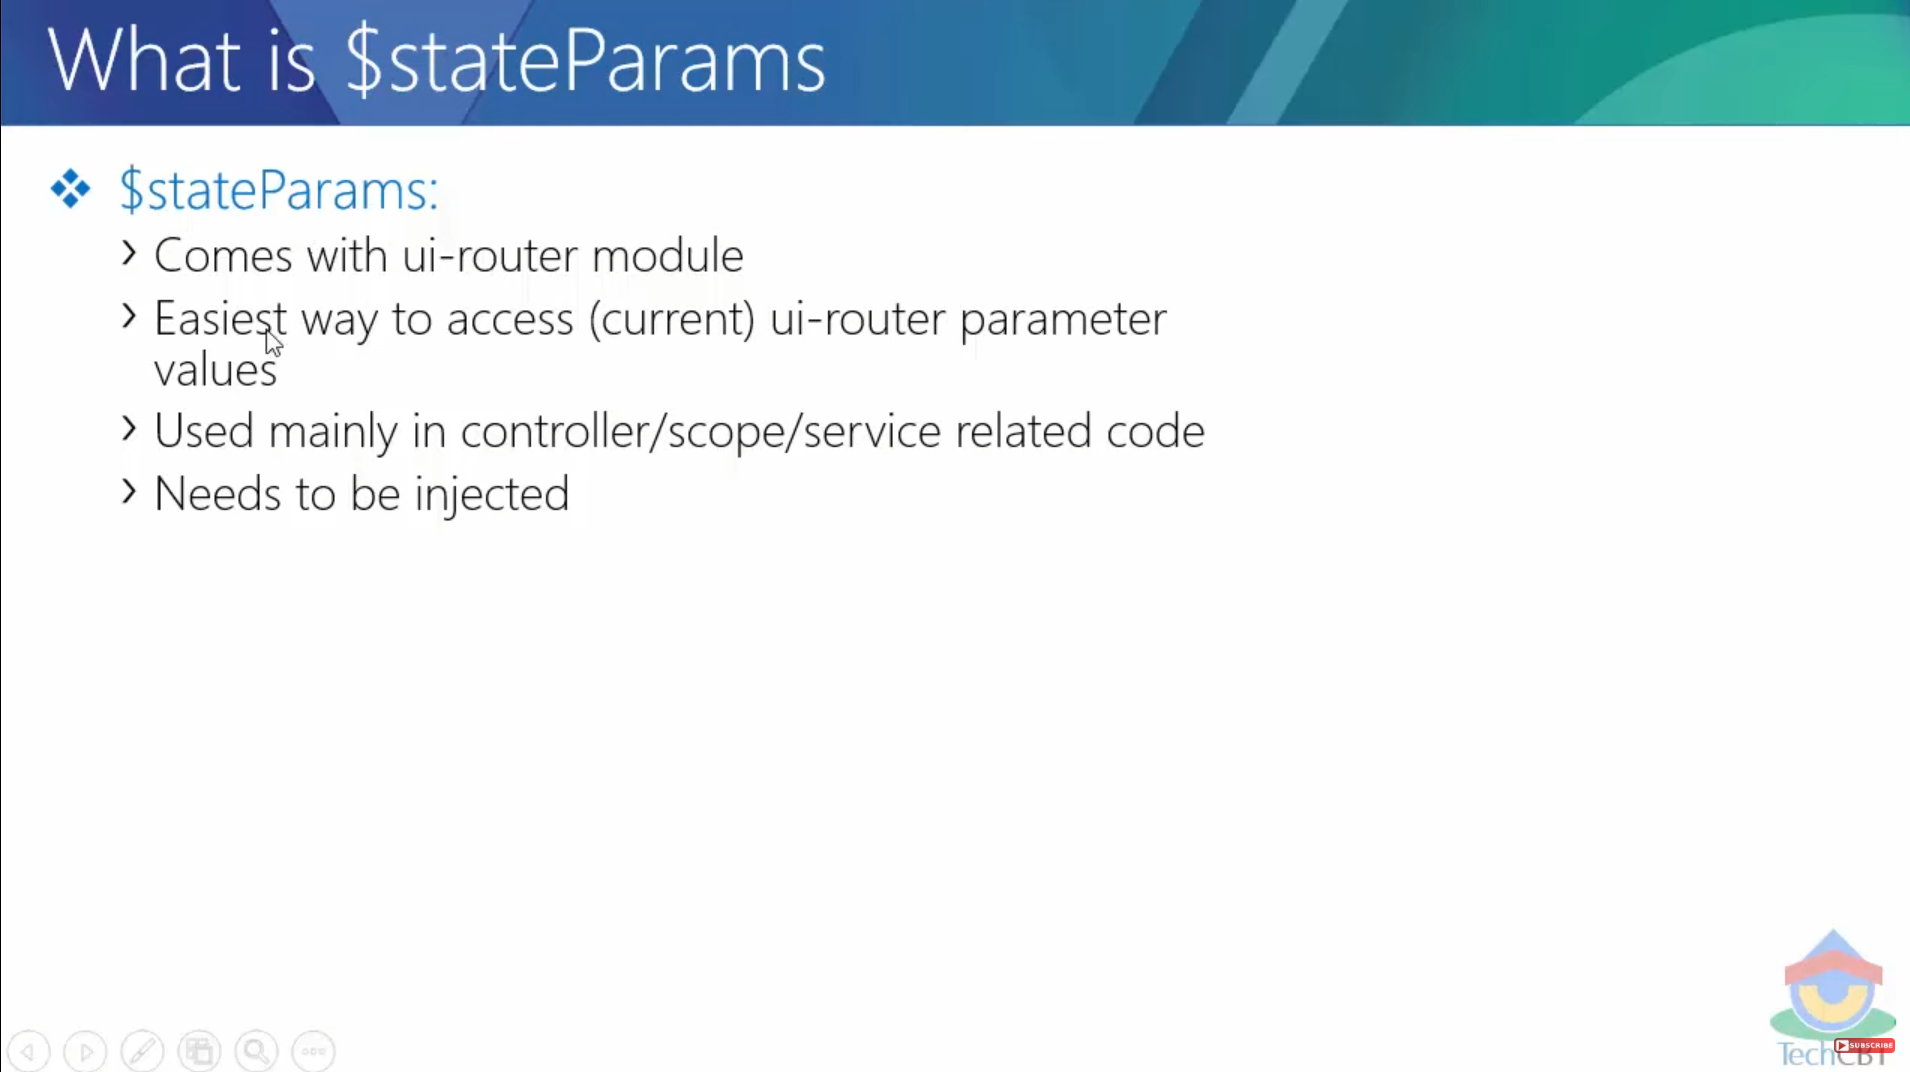 What is $stateParams
$stateParams:
Comes with ui-router module
Easiest way to access (current) ui-router parameter
values
Used mainly in controller/scope/service related code
Needs to be injected
TechCBT
SUBSCRIBE